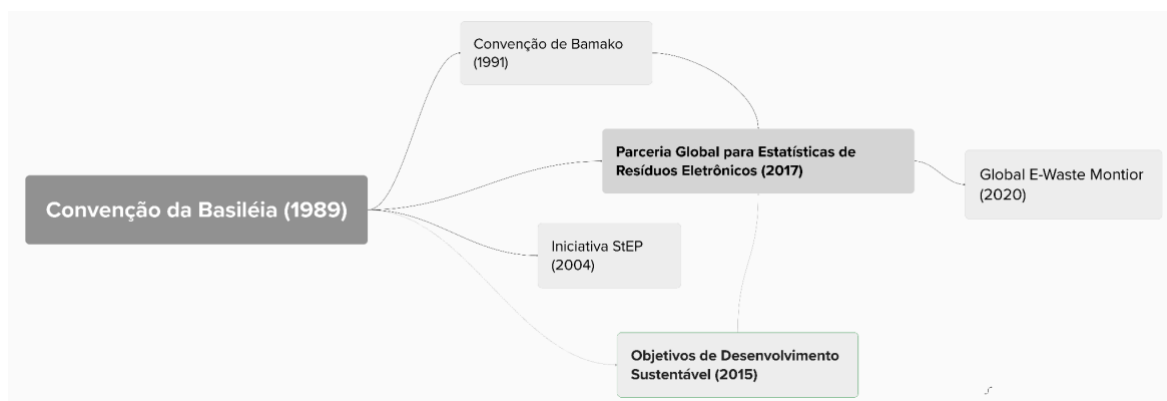 Convenção de Bamako
(1991)
Parceria Global para Estatísticas de
Resíduos Eletrônicos (2017)
Global E-Waste Montior
(2020)
Convenção da Basiléia (1989)
Iniciativa StEP
(2004)
Objetivos de Desenvolvimento
Sustentável (2015)